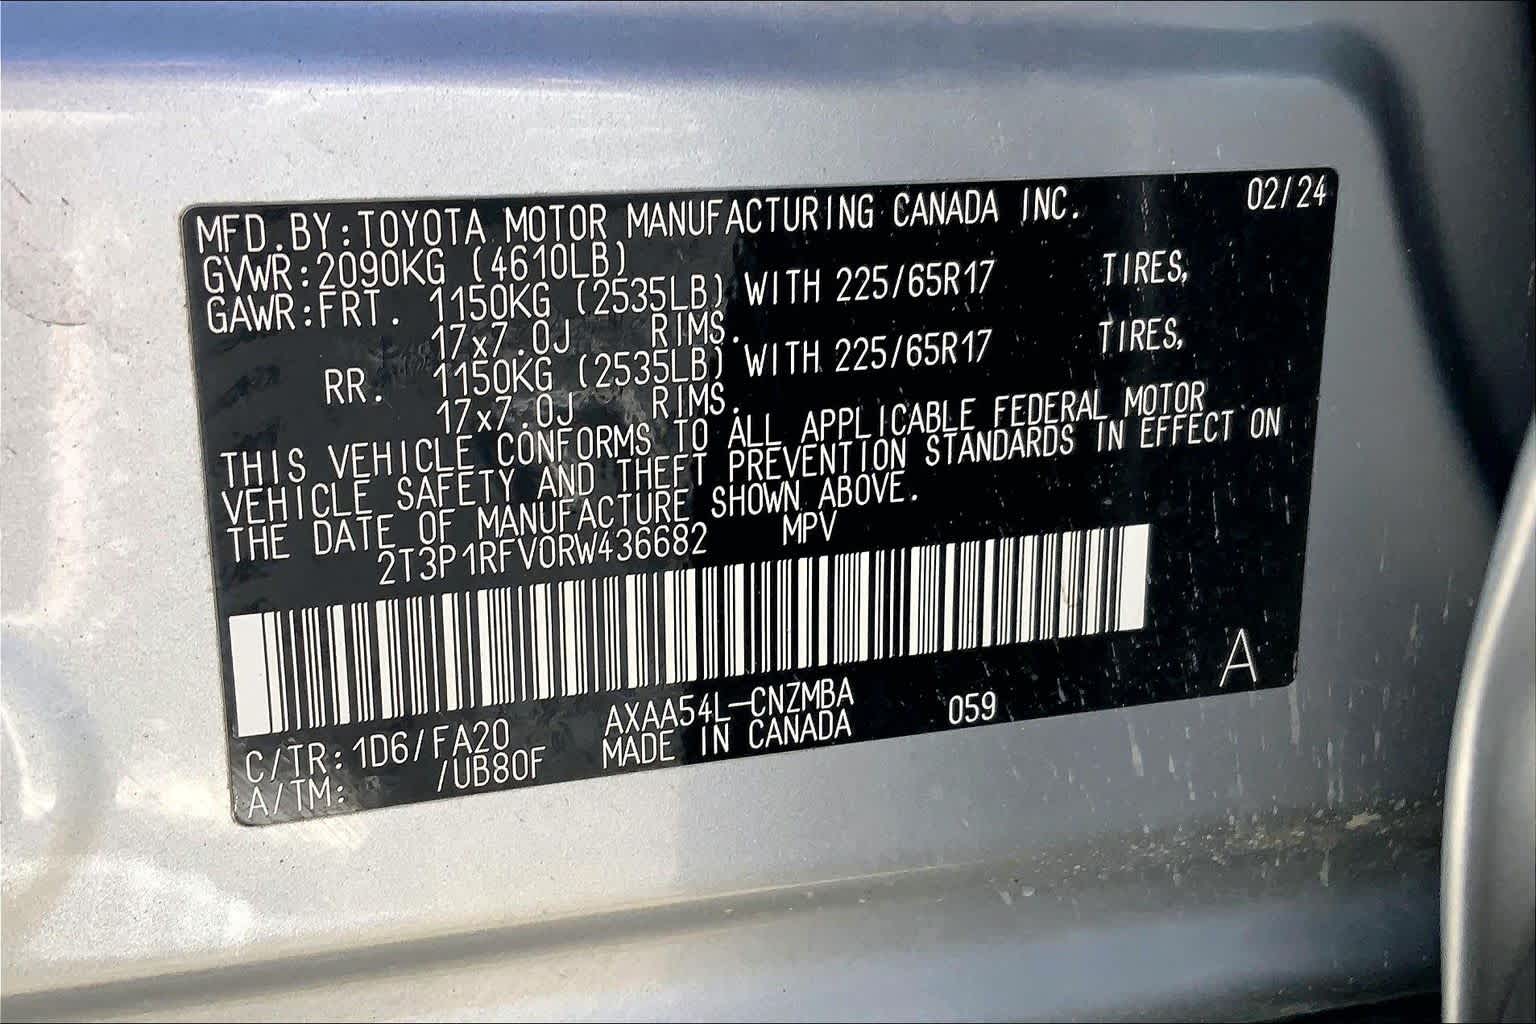 MFD.BY:TOYOTA MOTOR MANUFACTURING CANADA INC. 02/24
GVWR:2090KG (4610LB)
GAWR:FRT. 1150KG (2535LB) WITH 225/65R17 TIRES,
17x7.0J RIMS.
RR. 1150KG (2535LB) WITH 225/65R17 TIRES,
17x7.0J RIMS.
THIS VEHICLE CONFORMS TO ALL APPLICABLE FEDERAL MOTOR
VEHICLE SAFETY AND THEFT PREVENTION STANDARDS IN EFFECT ON
THE DATE OF MANUFACTURE SHOWN ABOVE.
2T3P1RFV0RW436682 MPV
A
C/TR:1D6/FA20 AXAA54L-CNZMBA 059
A/TM: /UB80F MADE IN CANADA